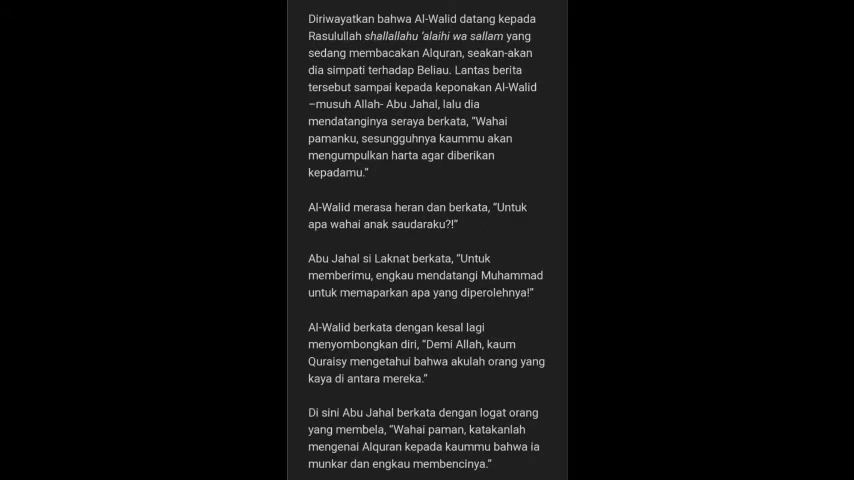 Diriwayatkan bahwa Al-Walid datang kepada
Rasulullah shallallahu ‘alaihi wa sallam yang
sedang membacakan Alquran, seakan-akan
dia simpati terhadap Beliau. Lantas berita
tersebut sampai kepada keponakan Al-Walid
–musuh Allah- Abu Jahal, lalu dia
mendatanginya seraya berkata, “Wahai
pamanku, sesungguhnya kaummu akan
mengumpulkan harta agar diberikan
kepadamu.”
Al-Walid merasa heran dan berkata, “Untuk
apa wahai anak saudaraku?!”
Abu Jahal si Laknat berkata, “Untuk
memberimu, engkau mendatangi Muhammad
untuk memaparkan apa yang diperolehnya!”
Al-Walid berkata dengan kesal lagi
menyombongkan diri, “Demi Allah, kaum
Quraisy mengetahui bahwa akulah orang yang
kaya di antara mereka.”
Di sini Abu Jahal berkata dengan logat orang
yang membela, “Wahai paman, katakanlah
mengenai Alquran kepada kaummu bahwa ia
munkar dan engkau membencinya.”